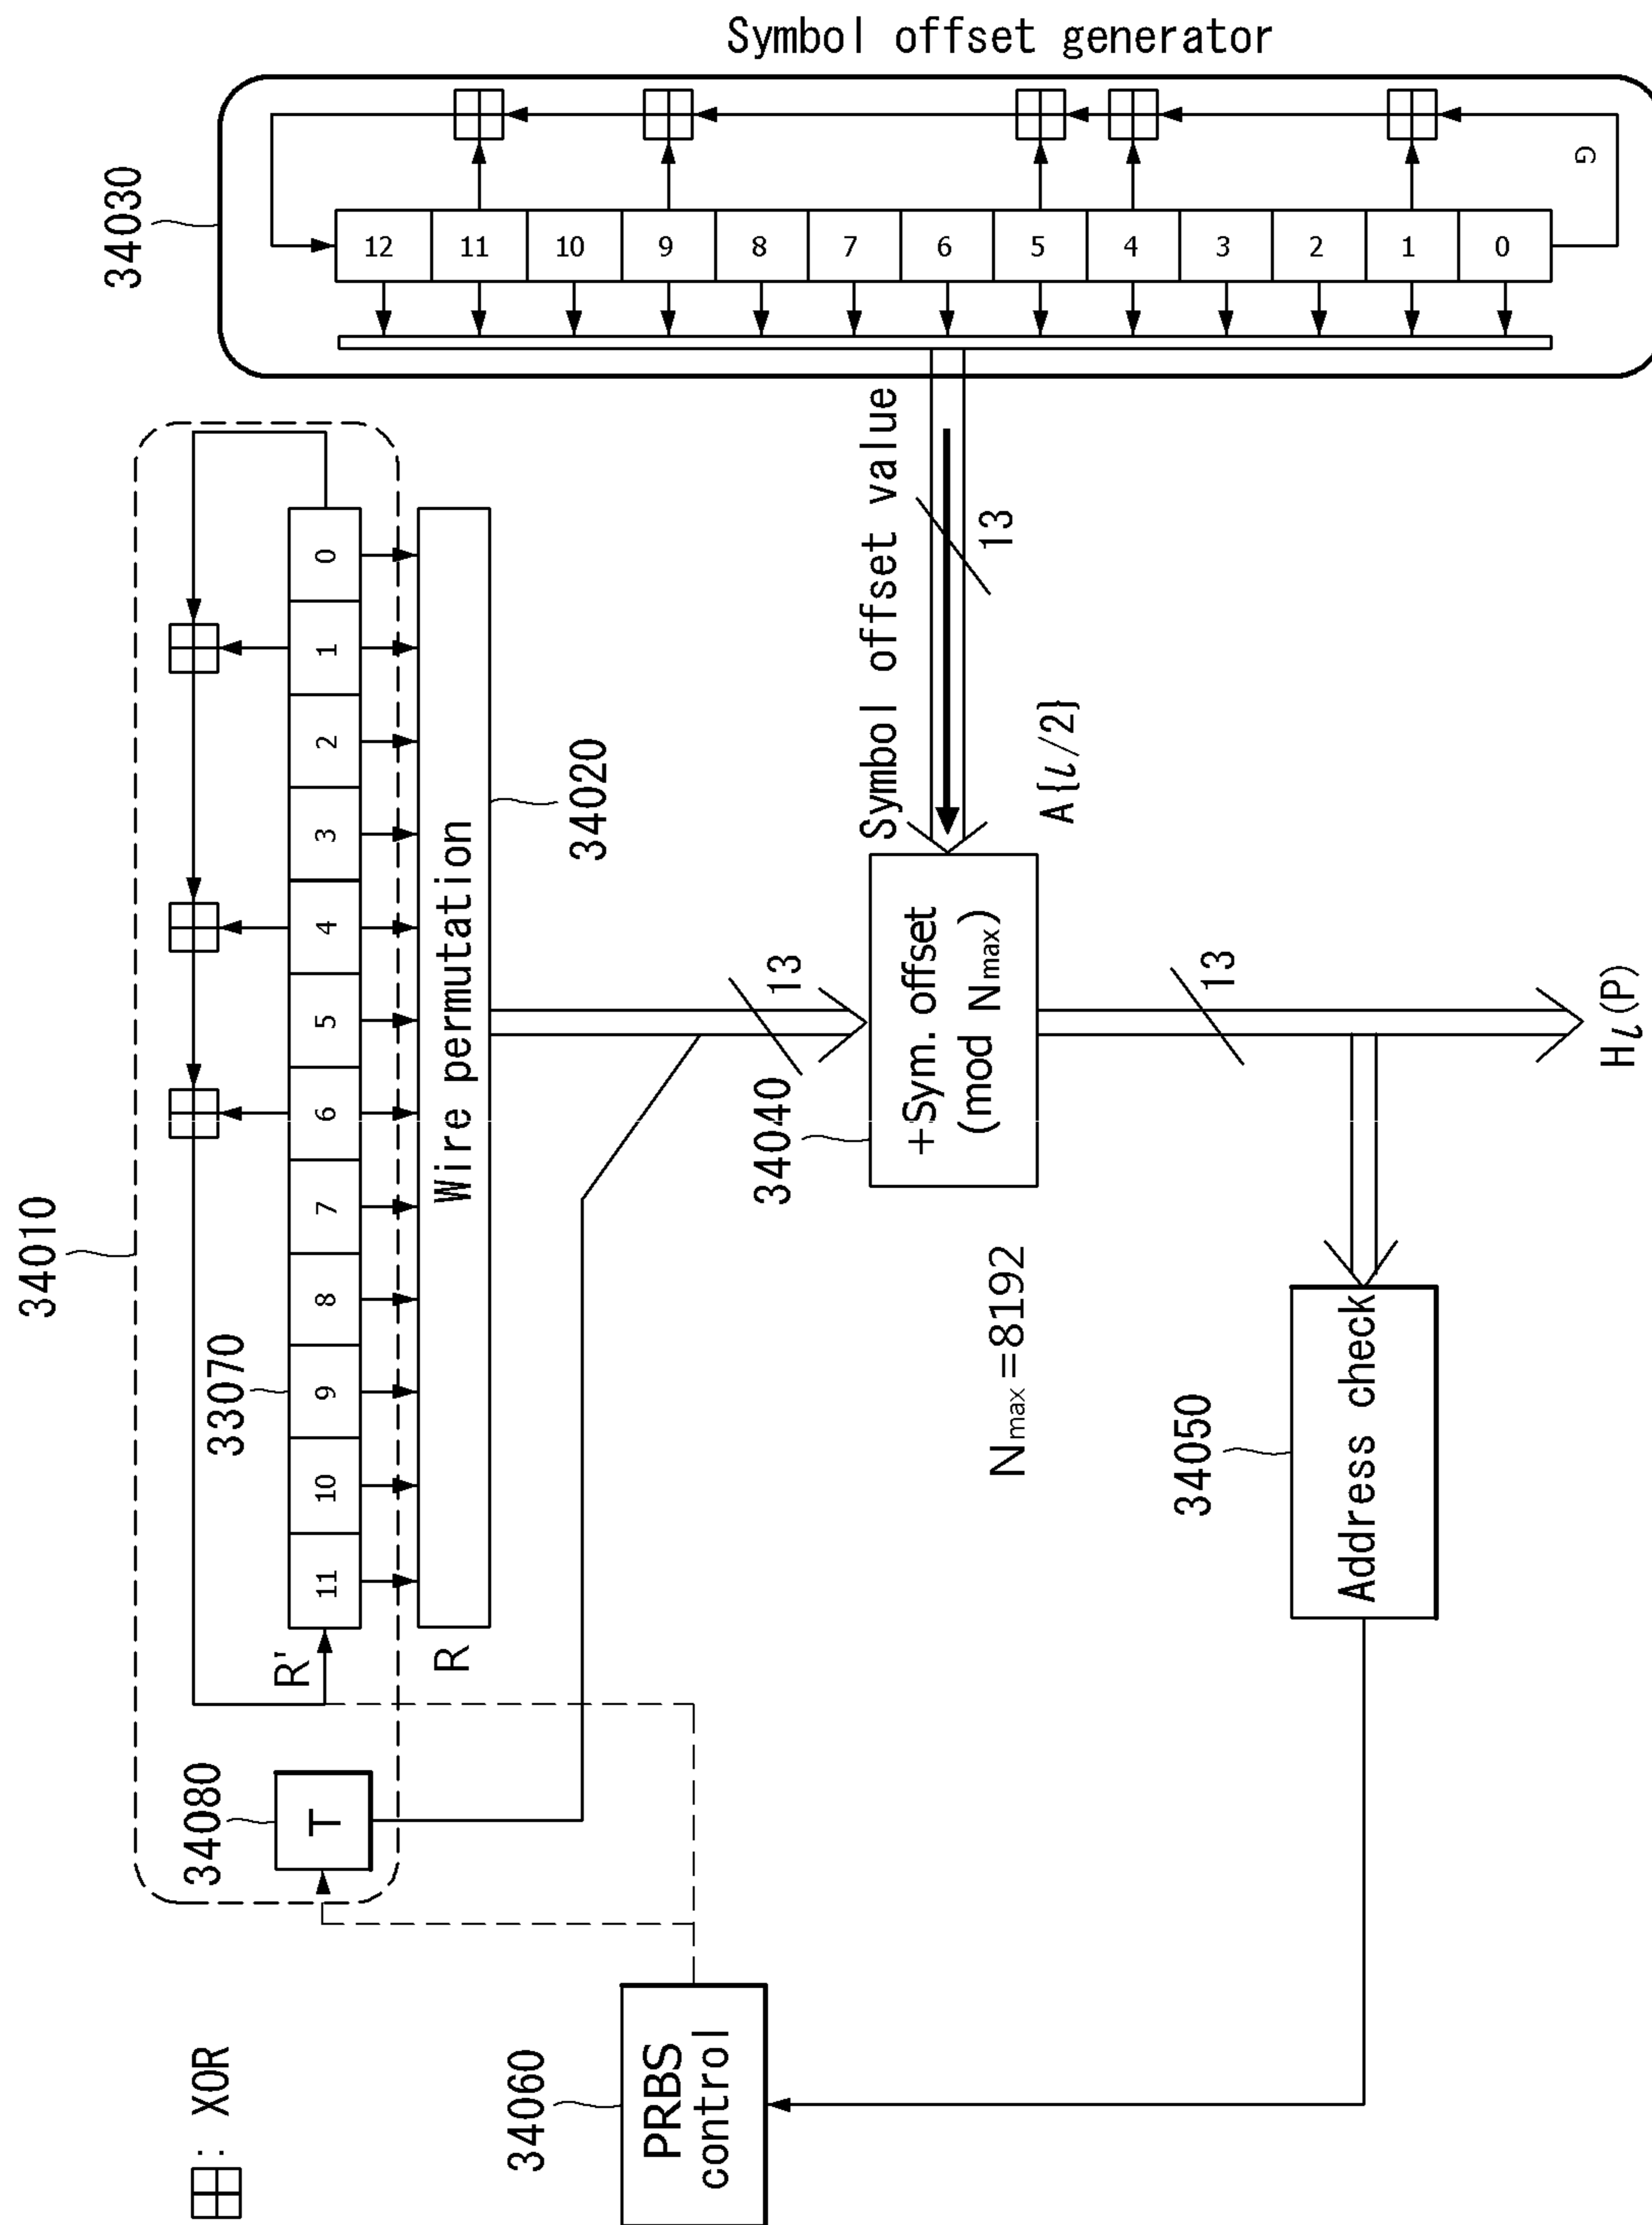 Symbol offset generator
34030
G
12
11
10
9
8
7
6
5
4
3
2
1
0
Symbol offset value
13
A{ℓ/2}
34010
33070
R'
11 10 9 8 7 6 5 4 3 2 1 0
R
Wire permutation
34020
34080
T
13
34040
+Sym. offset
(mod Nmax)
Nmax=8192
13
Hℓ(P)
34050
Address check
34060
PRBS
control
: XOR